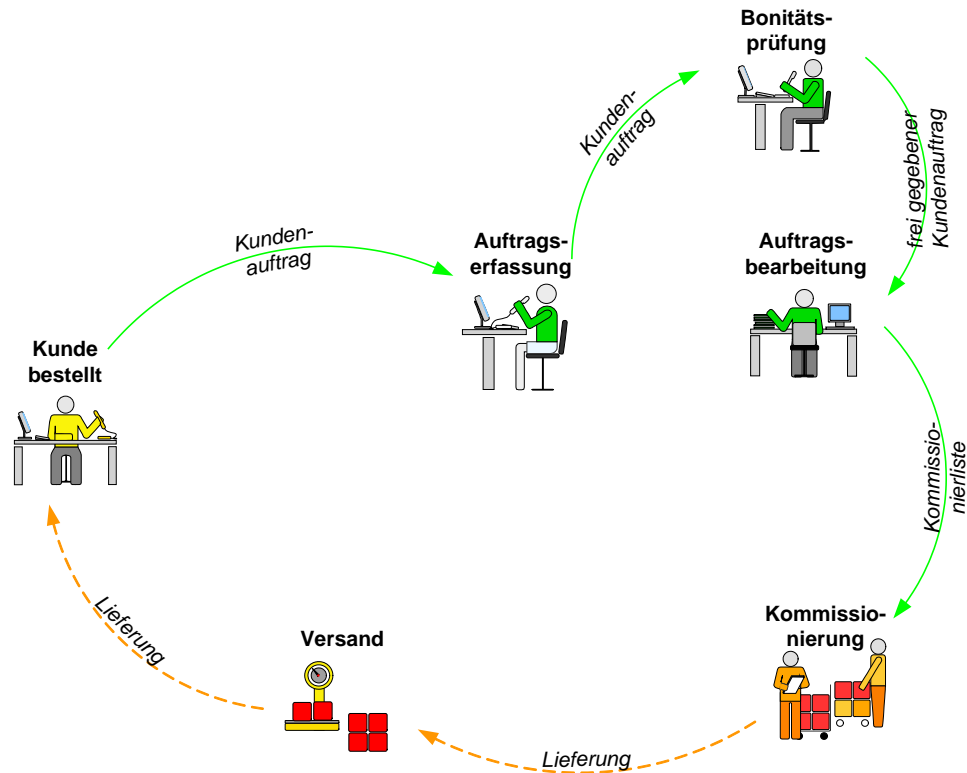 Bonitäts-
prüfung
Kunden-
auftrag
frei gegebener
Kundenauftrag
Kunden-
auftrag
Auftrags-
erfassung
Auftrags-
bearbeitung
Kunde
bestellt
Kommissio-
nierliste
Lieferung
Versand
Kommissio-
nierung
Lieferung